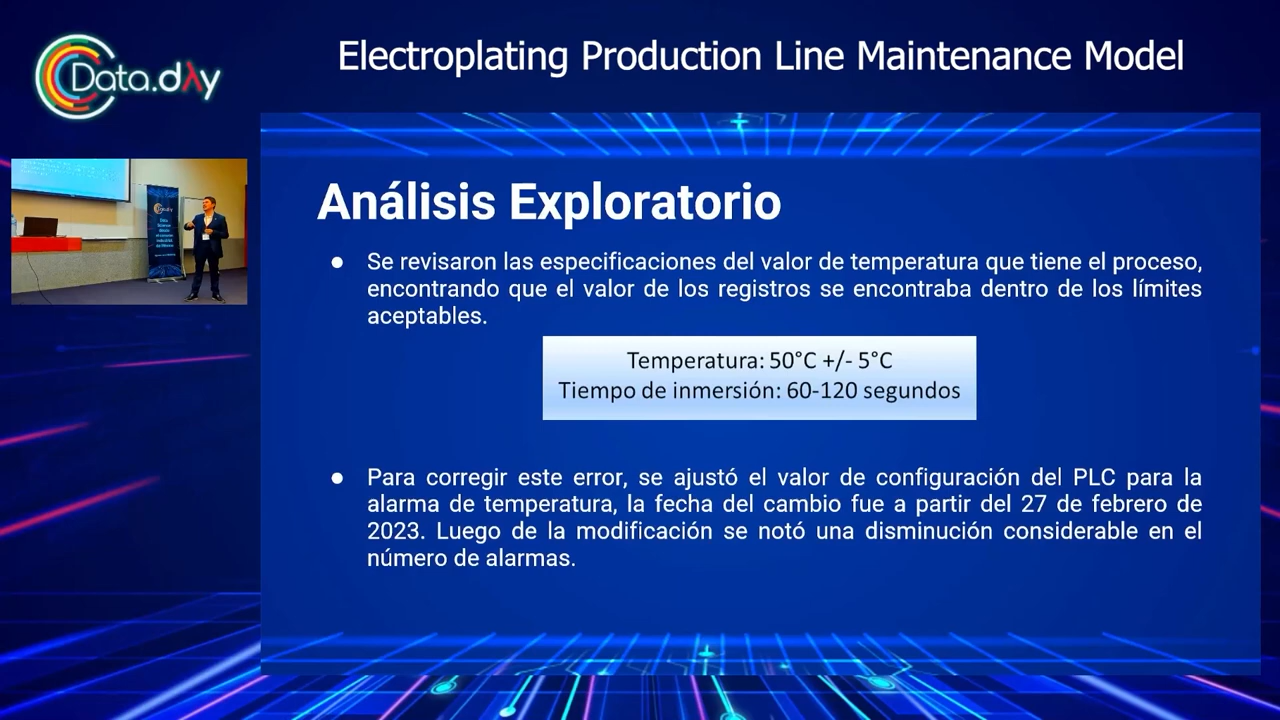 Data.day
Electroplating Production Line Maintenance Model
Análisis Exploratorio
● Se revisaron las especificaciones del valor de temperatura que tiene el proceso,
encontrando que el valor de los registros se encontraba dentro de los límites
aceptables.
Temperatura: 50°C +/- 5°C
Tiempo de inmersión: 60-120 segundos
● Para corregir este error, se ajustó el valor de configuración del PLC para la
alarma de temperatura, la fecha del cambio fue a partir del 27 de febrero de
2023. Luego de la modificación se notó una disminución considerable en el
número de alarmas.